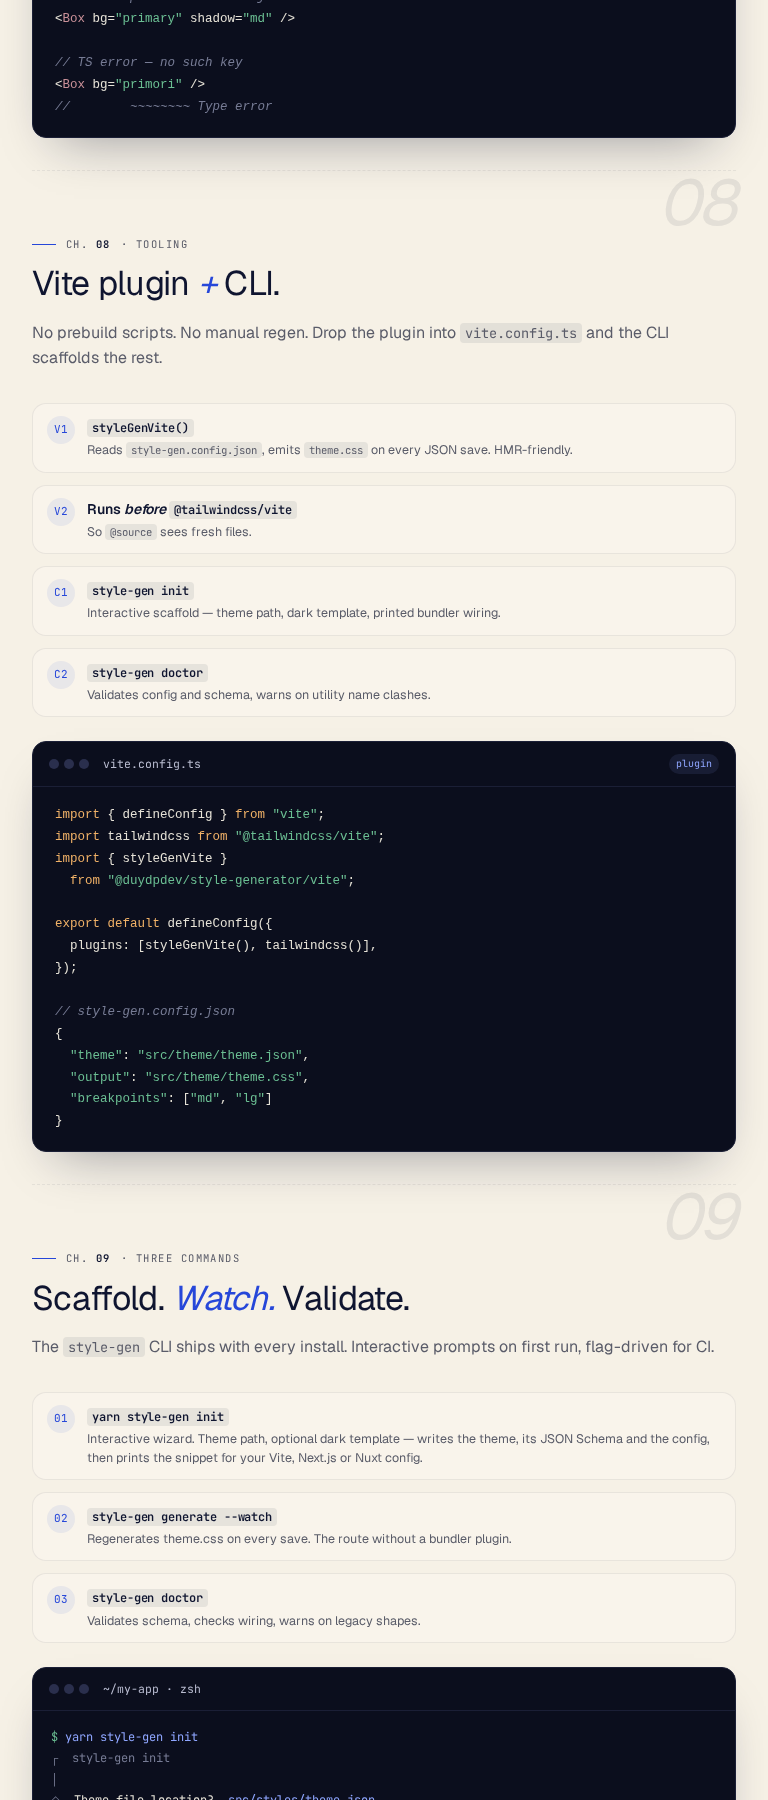 <Box bg="primary" shadow="md" />
// TS error — no such key
<Box bg="primori" />
//        ~~~~~~~~ Type error
08
CH. 08 · TOOLING
Vite plugin + CLI.
No prebuild scripts. No manual regen. Drop the plugin into vite.config.ts and the CLI
scaffolds the rest.
V1
styleGenVite()
Reads style-gen.config.json, emits theme.css on every JSON save. HMR-friendly.
V2
Runs before @tailwindcss/vite
So @source sees fresh files.
C1
style-gen init
Interactive scaffold — theme path, dark template, printed bundler wiring.
C2
style-gen doctor
Validates config and schema, warns on utility name clashes.
vite.config.ts
plugin
import { defineConfig } from "vite";
import tailwindcss from "@tailwindcss/vite";
import { styleGenVite }
  from "@duydpdev/style-generator/vite";
export default defineConfig({
  plugins: [styleGenVite(), tailwindcss()],
});
// style-gen.config.json
{
  "theme": "src/theme/theme.json",
  "output": "src/theme/theme.css",
  "breakpoints": ["md", "lg"]
}
09
CH. 09 · THREE COMMANDS
Scaffold. Watch. Validate.
The style-gen CLI ships with every install. Interactive prompts on first run, flag-driven for CI.
01
yarn style-gen init
Interactive wizard. Theme path, optional dark template — writes the theme, its JSON Schema and the config,
then prints the snippet for your Vite, Next.js or Nuxt config.
02
style-gen generate --watch
Regenerates theme.css on every save. The route without a bundler plugin.
03
style-gen doctor
Validates schema, checks wiring, warns on legacy shapes.
~/my-app · zsh
$ yarn style-gen init
┌  style-gen init
│
Theme file location? src/styles/theme.json